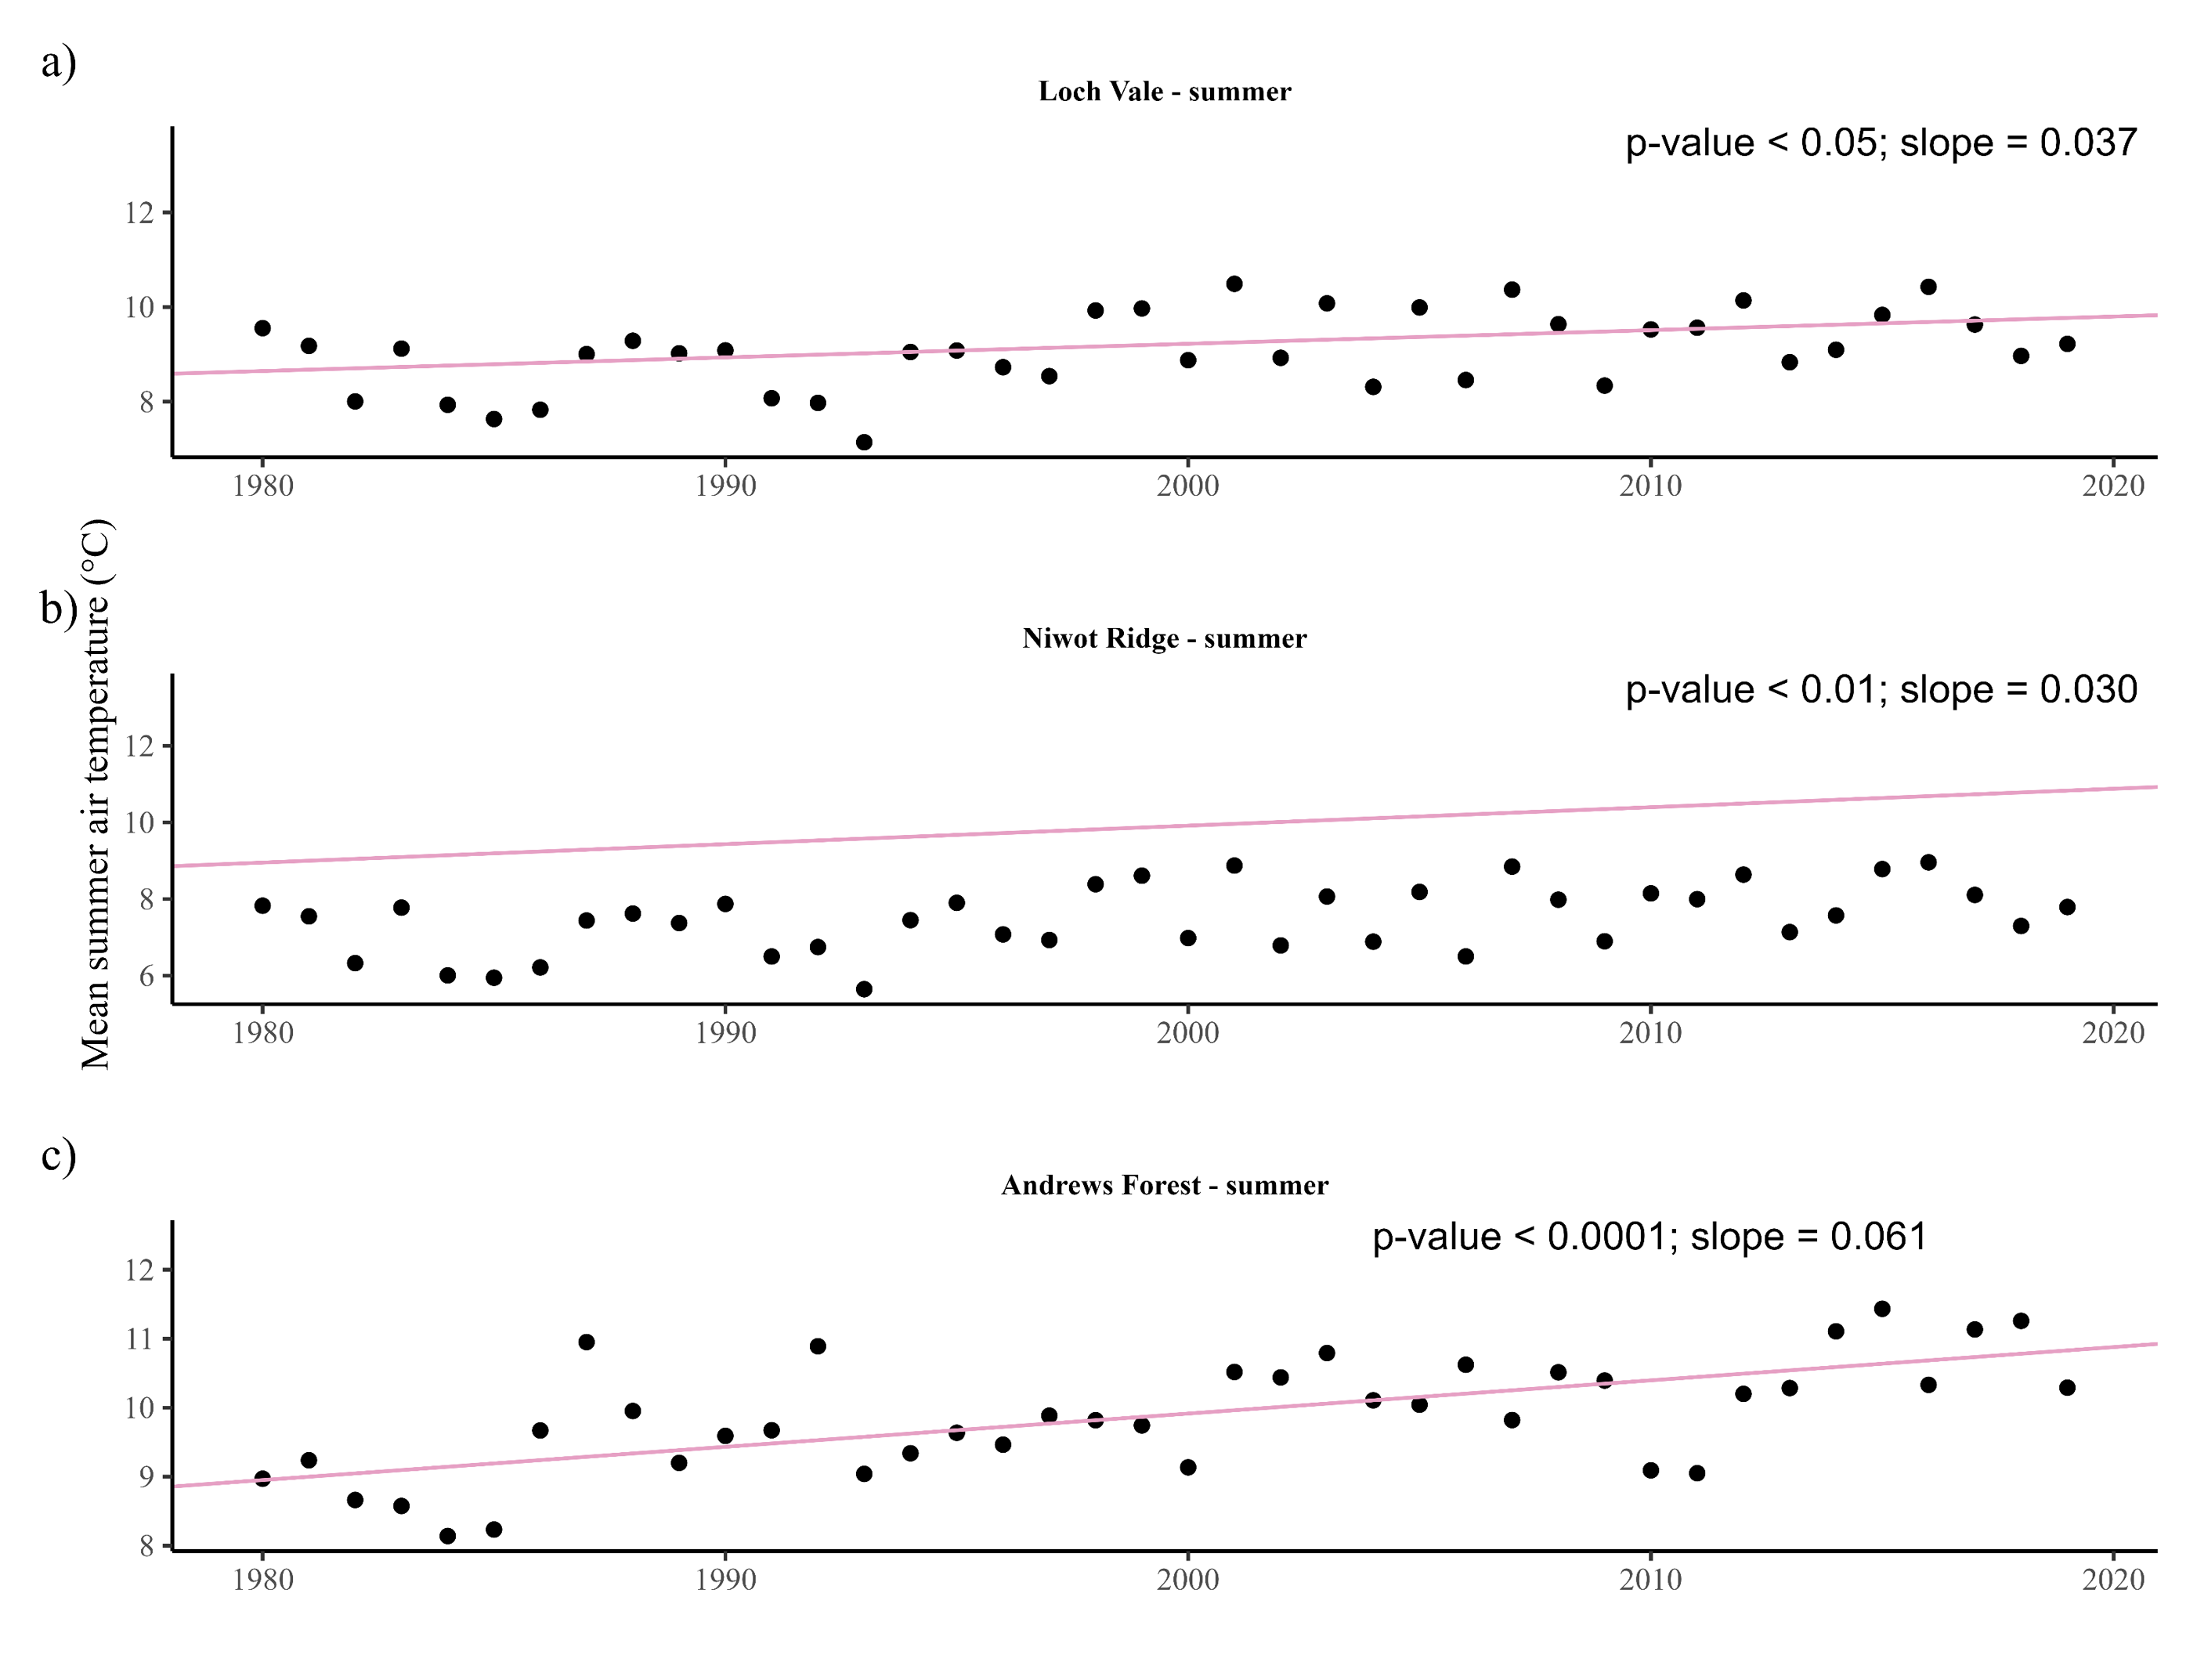 a)
Loch Vale - summer
p-value < 0.05; slope = 0.037
12
10
8
1980 1990 2000 2010 2020
Mean summer air temperature (°C)
b)
Niwot Ridge - summer
p-value < 0.01; slope = 0.030
12
10
8
6
1980 1990 2000 2010 2020
c)
Andrews Forest - summer
p-value < 0.0001; slope = 0.061
12
11
10
9
8
1980 1990 2000 2010 2020